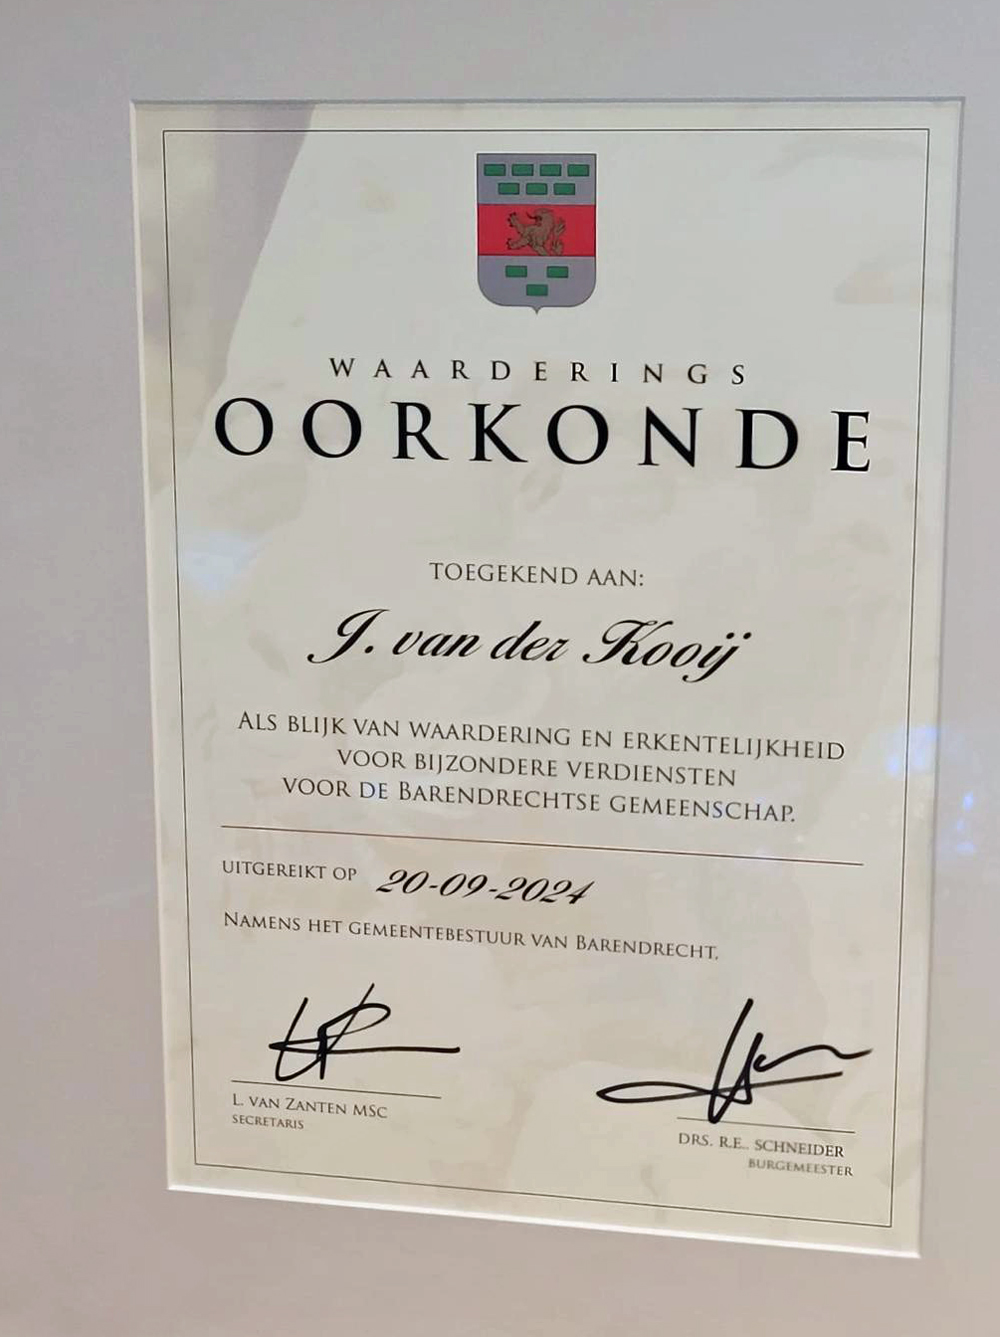 WAARDERINGS
OORKONDE
TOEGEKEND AAN:
J. van der Kooij
ALS BLIJK VAN WAARDERING EN ERKENTELIJKHEID
VOOR BIJZONDERE VERDIENSTEN
VOOR DE BARENDRECHTSE GEMEENSCHAP.
UITGEREIKT OP 20-09-2024
NAMENS HET GEMEENTEBESTUUR VAN BARENDRECHT,
L. VAN ZANTEN MSC
SECRETARIS
DRS. R.E.. SCHNEIDER
BURGEMEESTER